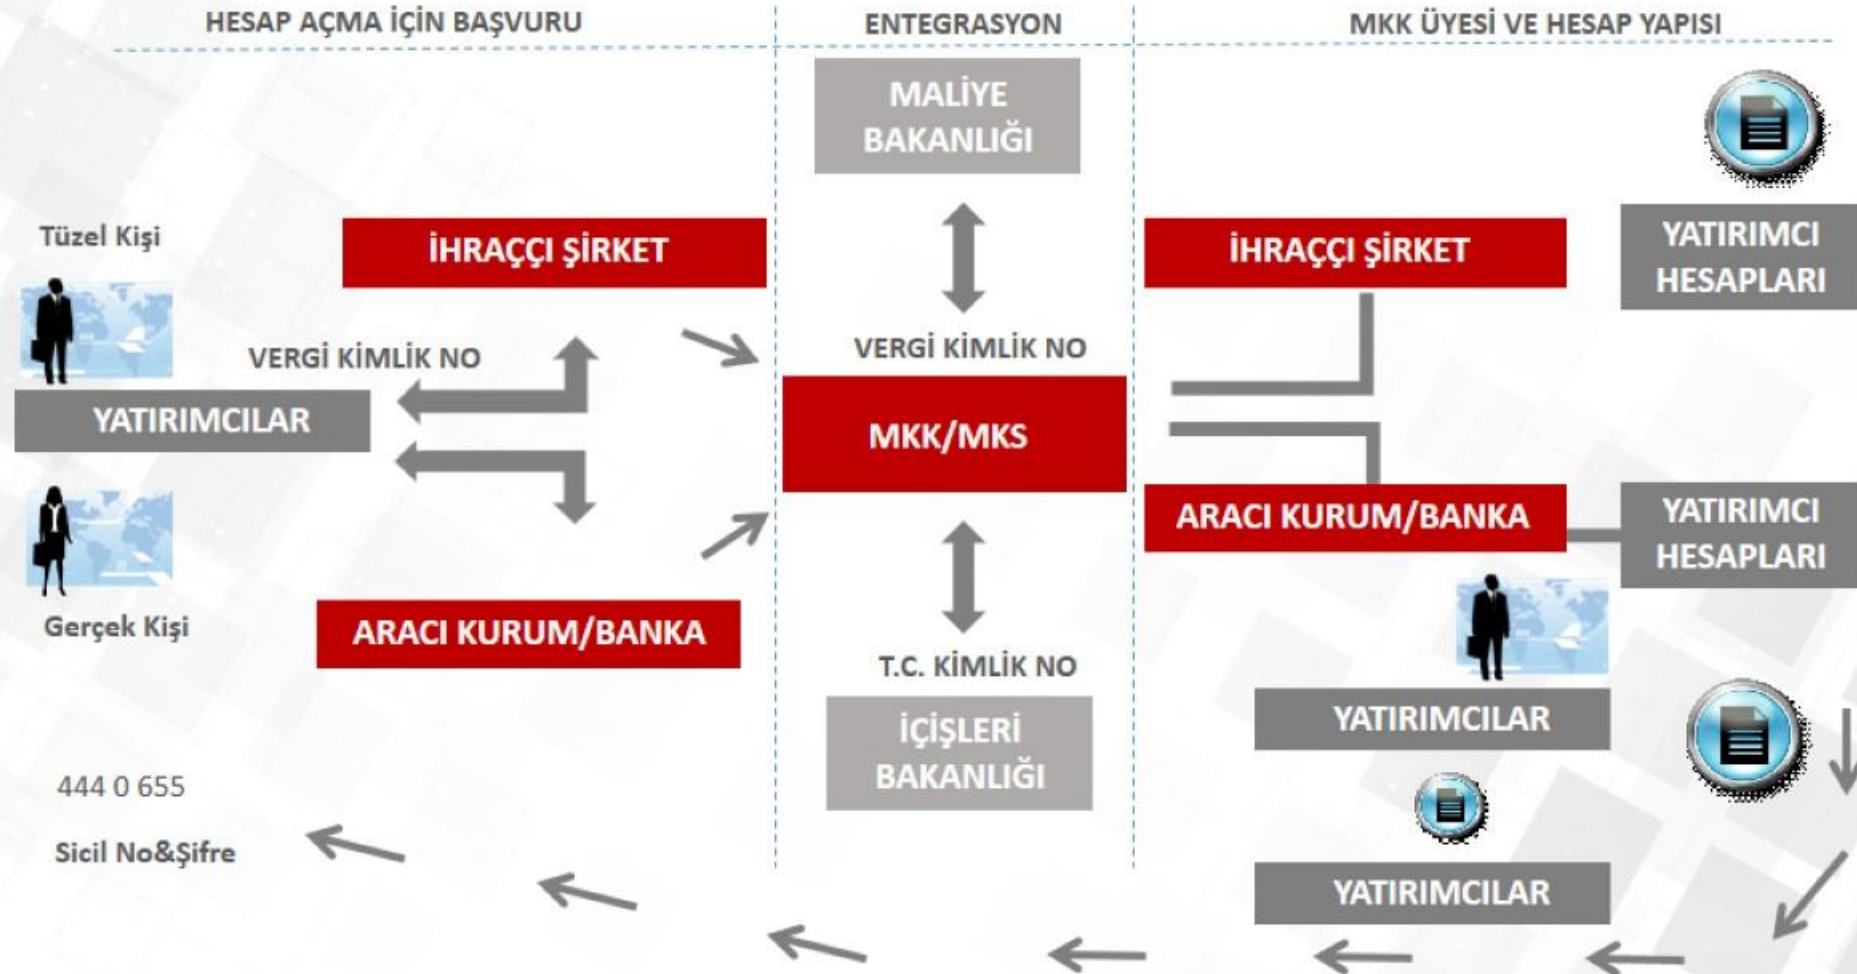 HESAP AÇMA İÇİN BAŞVURU
ENTEGRASYON
MKK ÜYESİ VE HESAP YAPISI
MALİYE
BAKANLIĞI
Tüzel Kişi
İHRAÇÇI ŞİRKET
İHRAÇÇI ŞİRKET
YATIRIMCI
HESAPLARI
VERGİ KİMLİK NO
VERGİ KİMLİK NO
YATIRIMCILAR
MKK/MKS
ARACI KURUM/BANKA
YATIRIMCI
HESAPLARI
Gerçek Kişi
ARACI KURUM/BANKA
T.C. KİMLİK NO
İÇİŞLERİ
BAKANLIĞI
YATIRIMCILAR
444 0 655
Sicil No&Şifre
YATIRIMCILAR